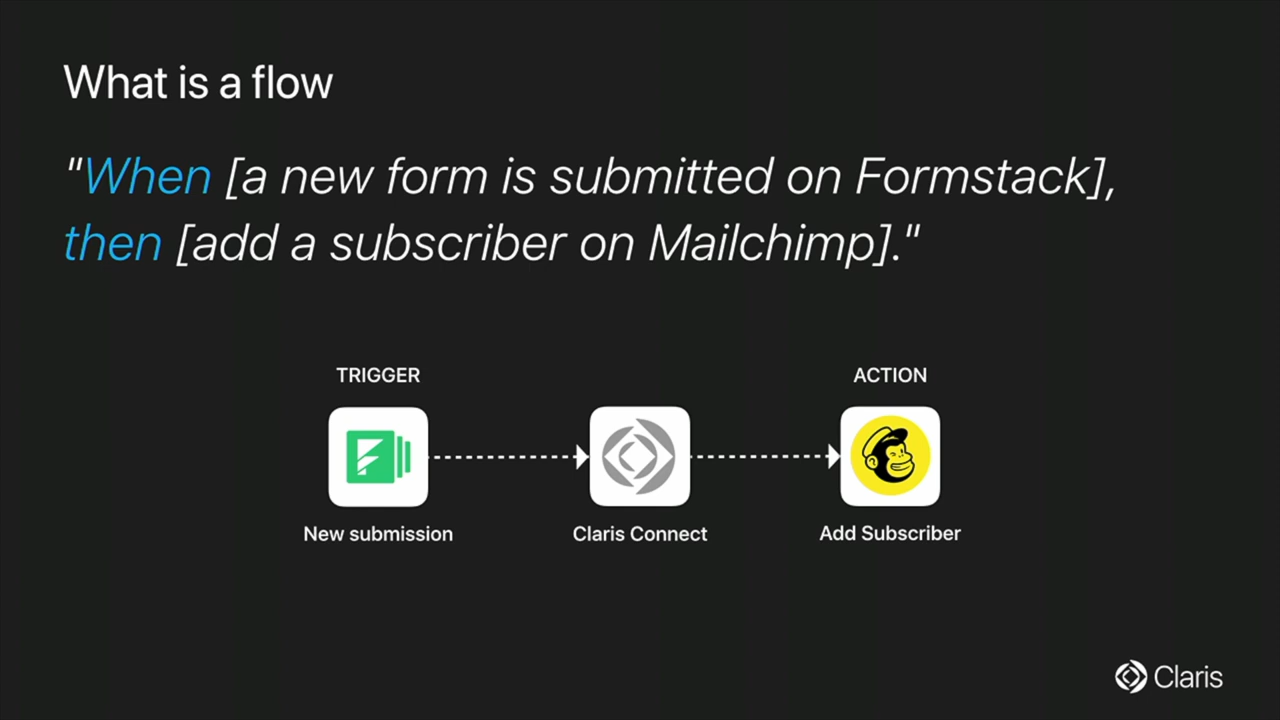 What is a flow
"When [a new form is submitted on Formstack],
then [add a subscriber on Mailchimp]."
TRIGGER
ACTION
New submission
Claris Connect
Add Subscriber
Claris